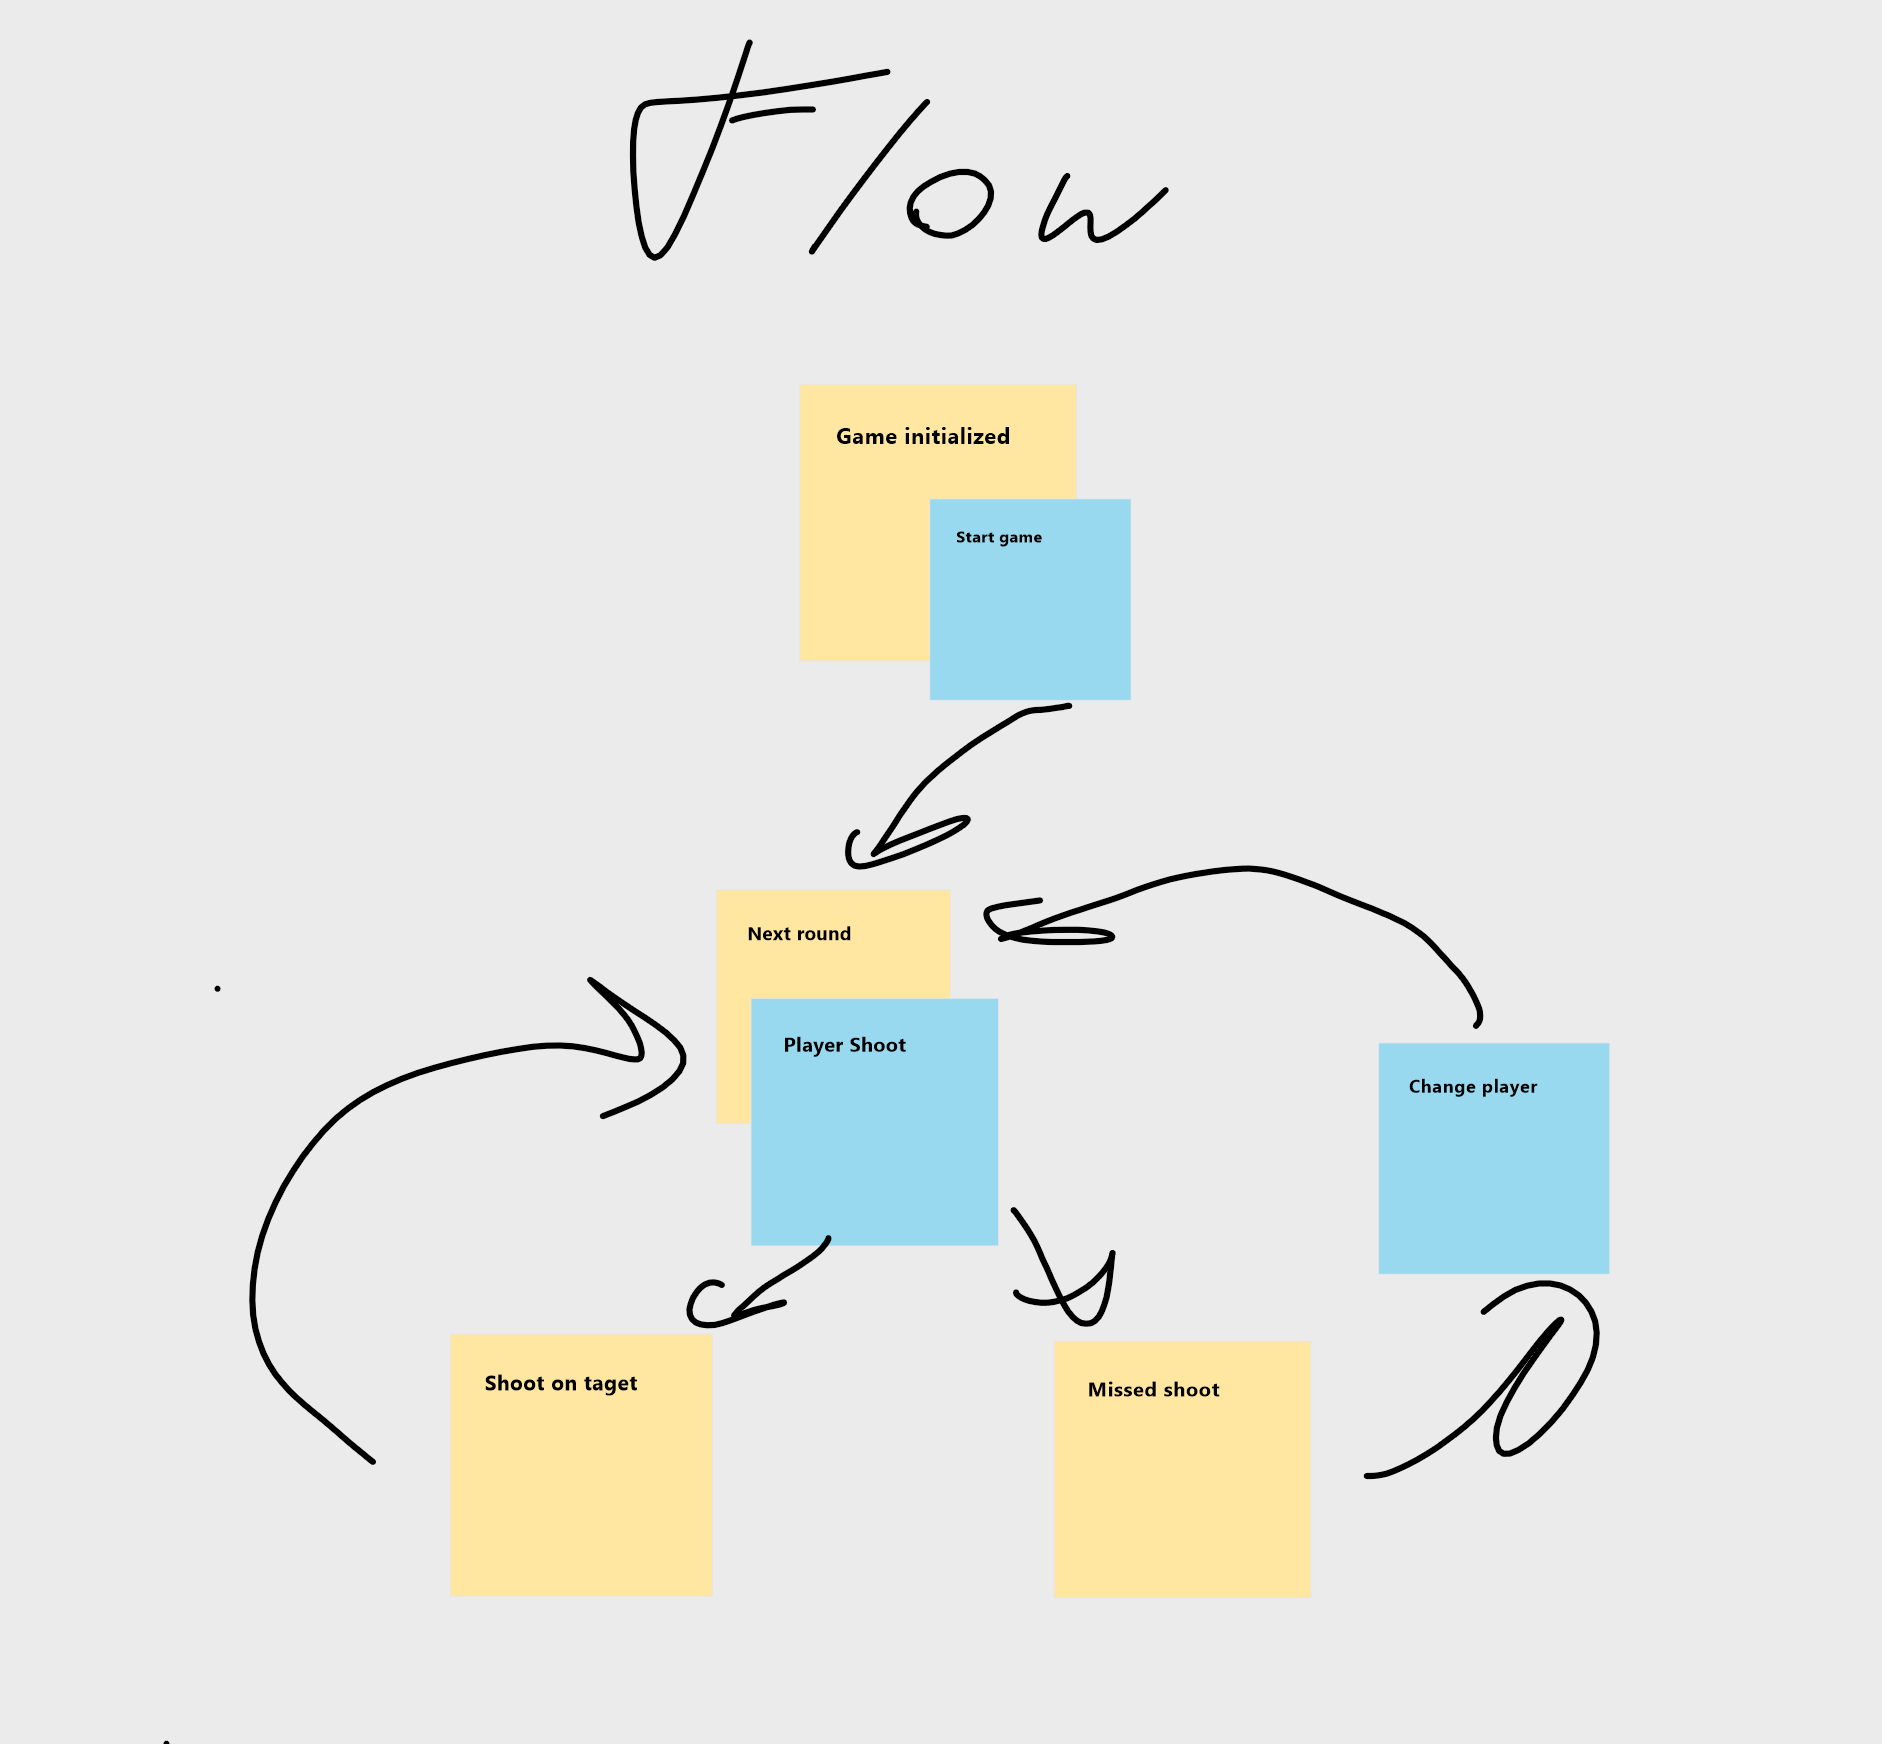 Flow
Game initialized
Start game
Next round
Player Shoot
Change player
Shoot on taget
Missed shoot